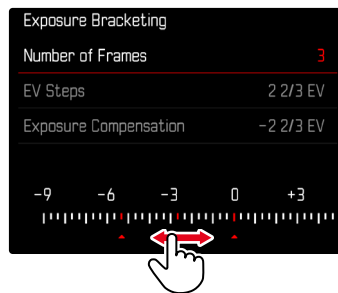 Exposure Bracketing
Number of Frames 3
EV Steps 2 2/3 EV
Exposure Compensation -2 2/3 EV
-9 -6 -3 0 +3